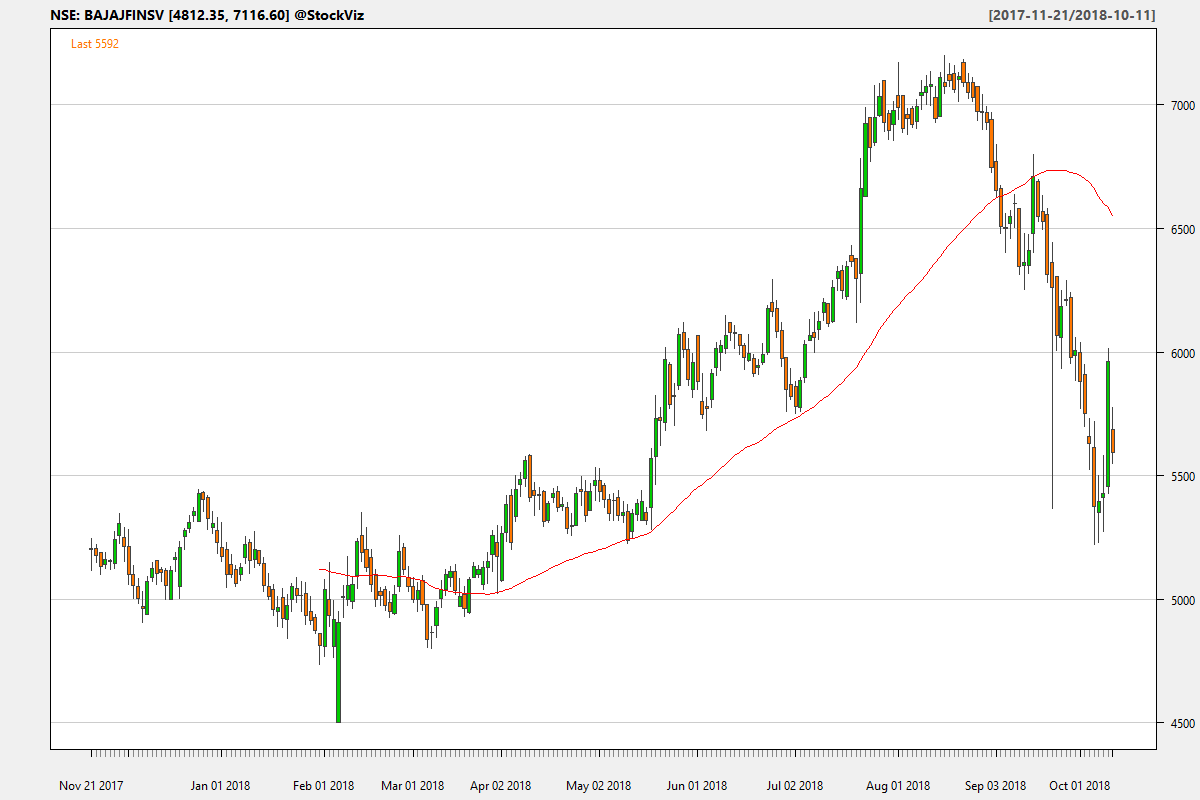 NSE: BAJAJFINSV [4812.35, 7116.60] @StockViz
[2017-11-21/2018-10-11]
Last 5592
7000
6500
6000
5500
5000
4500
Nov 21 2017 Jan 01 2018 Feb 01 2018 Mar 01 2018 Apr 02 2018 May 02 2018 Jun 01 2018 Jul 02 2018 Aug 01 2018 Sep 03 2018 Oct 01 2018